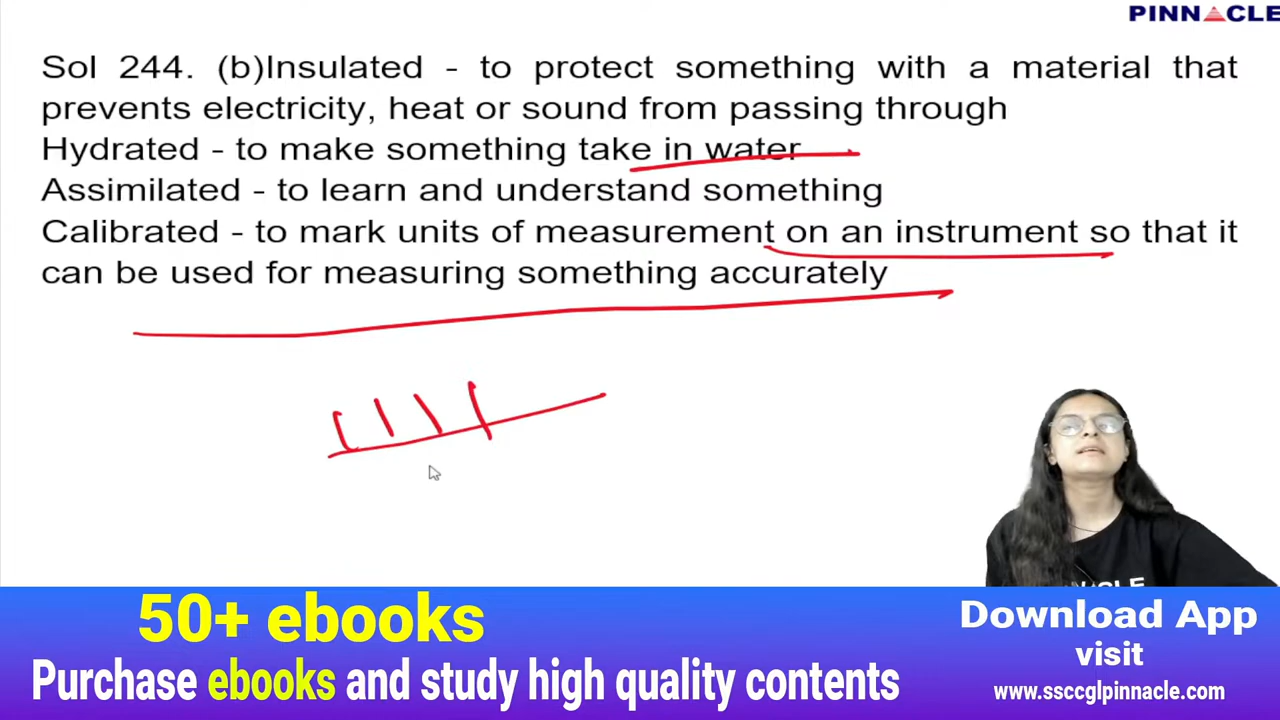 PINNACLE
Sol 244. (b)Insulated - to protect something with a material that
prevents electricity, heat or sound from passing through
Hydrated - to make something take in water
Assimilated - to learn and understand something
Calibrated - to mark units of measurement on an instrument so that it
can be used for measuring something accurately
50+ ebooks
Purchase ebooks and study high quality contents
Download App
visit
www.ssccglpinnacle.com